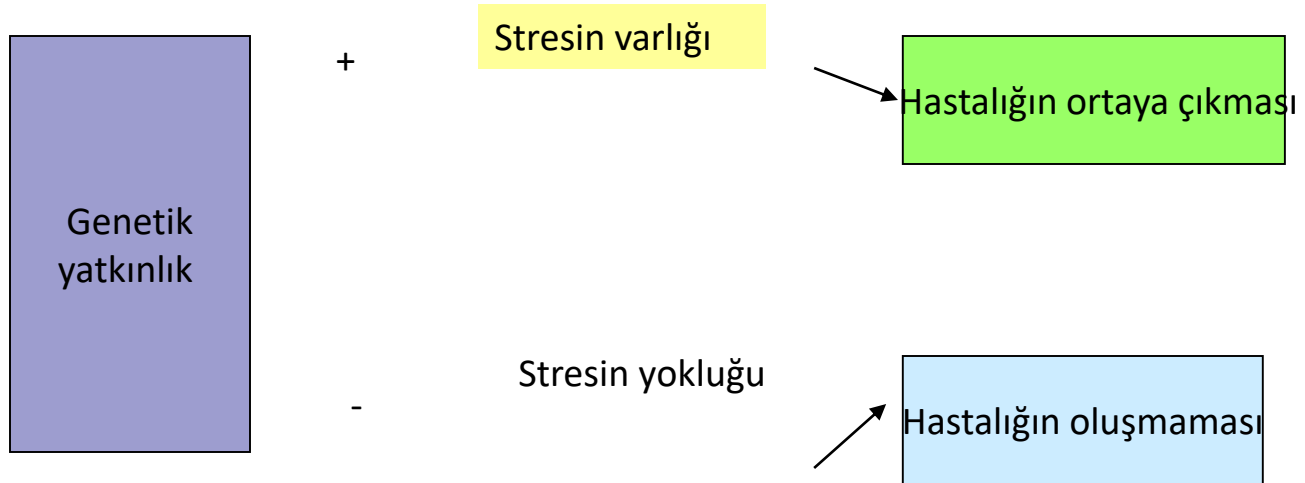 Stresin varlığı
+
Hastalığın ortaya çıkması
Genetik
yatkınlık
Stresin yokluğu
-
Hastalığın oluşmaması